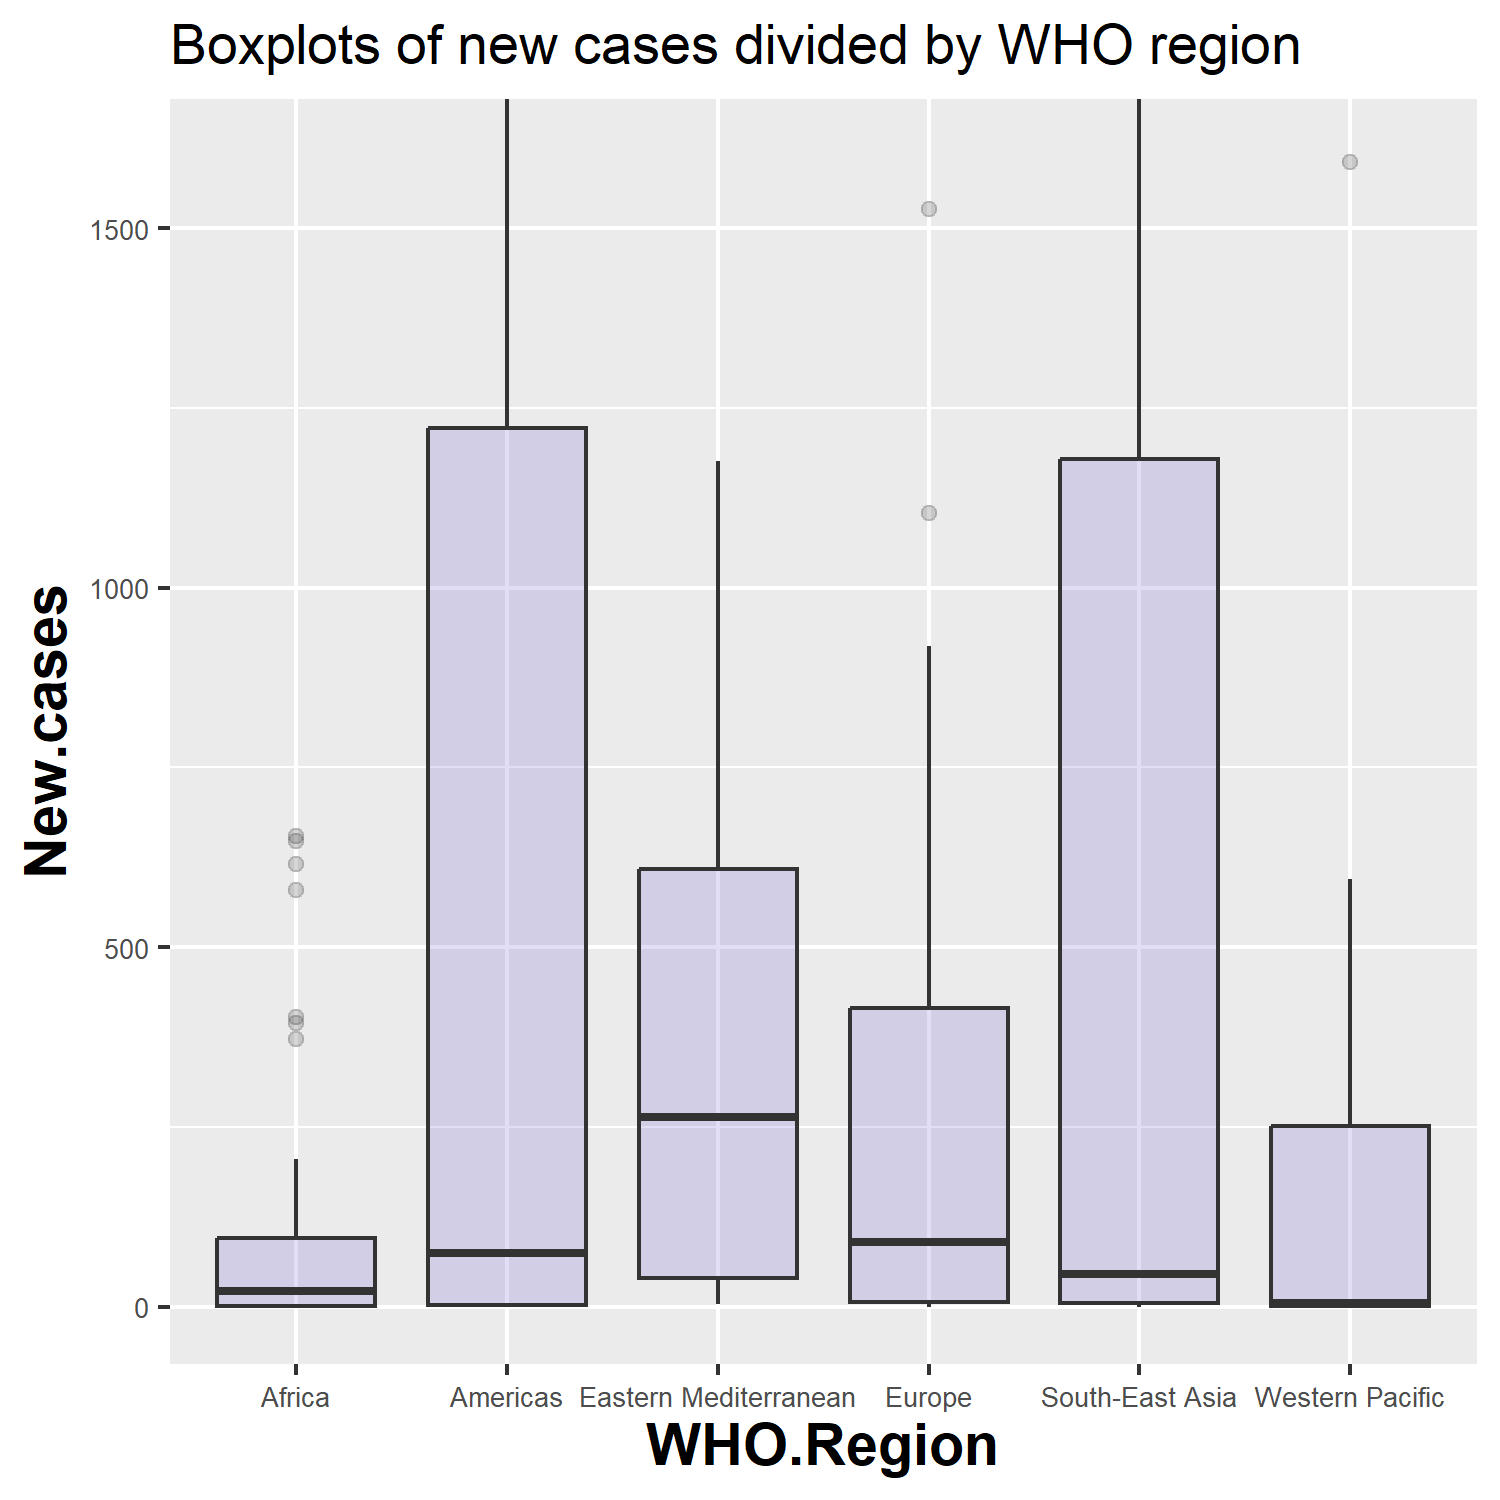 Boxplots of new cases divided by WHO region
New.cases
1500
1000
500
0
Africa Americas Eastern Mediterranean Europe South-East Asia Western Pacific
WHO.Region